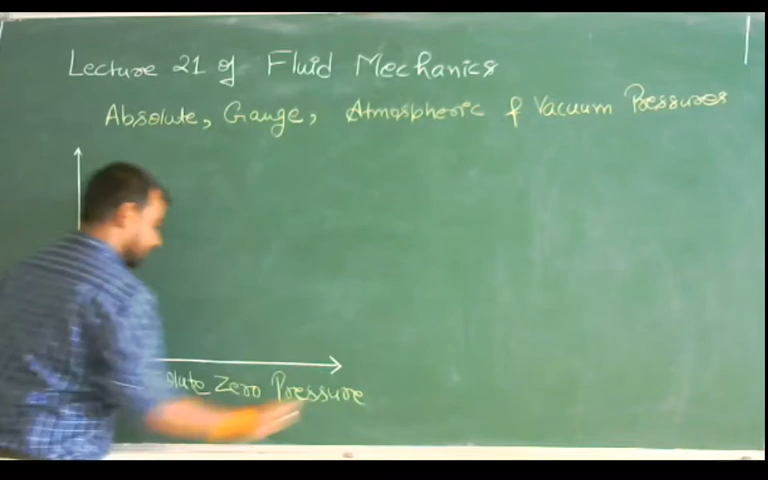 Lecture 21 of Fluid Mechanics
Absolute, Gauge, Atmospheric & Vacuum Pressures
Zero Pressure